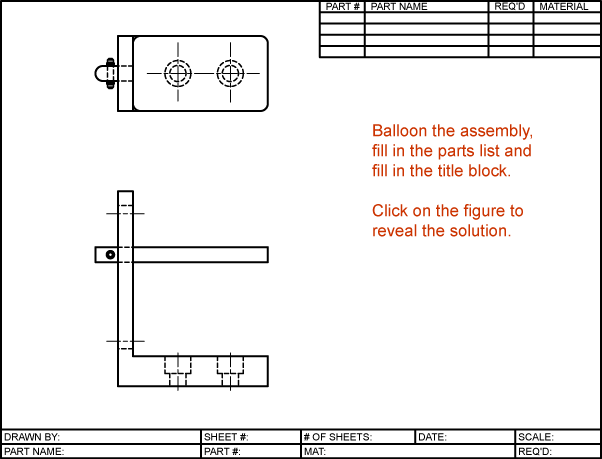 PART # PART NAME REQ'D MATERIAL
Balloon the assembly,
fill in the parts list and
fill in the title block.
Click on the figure to
reveal the solution.
DRAWN BY: SHEET #: # OF SHEETS: DATE: SCALE:
PART NAME: PART #: MAT: REQ'D: